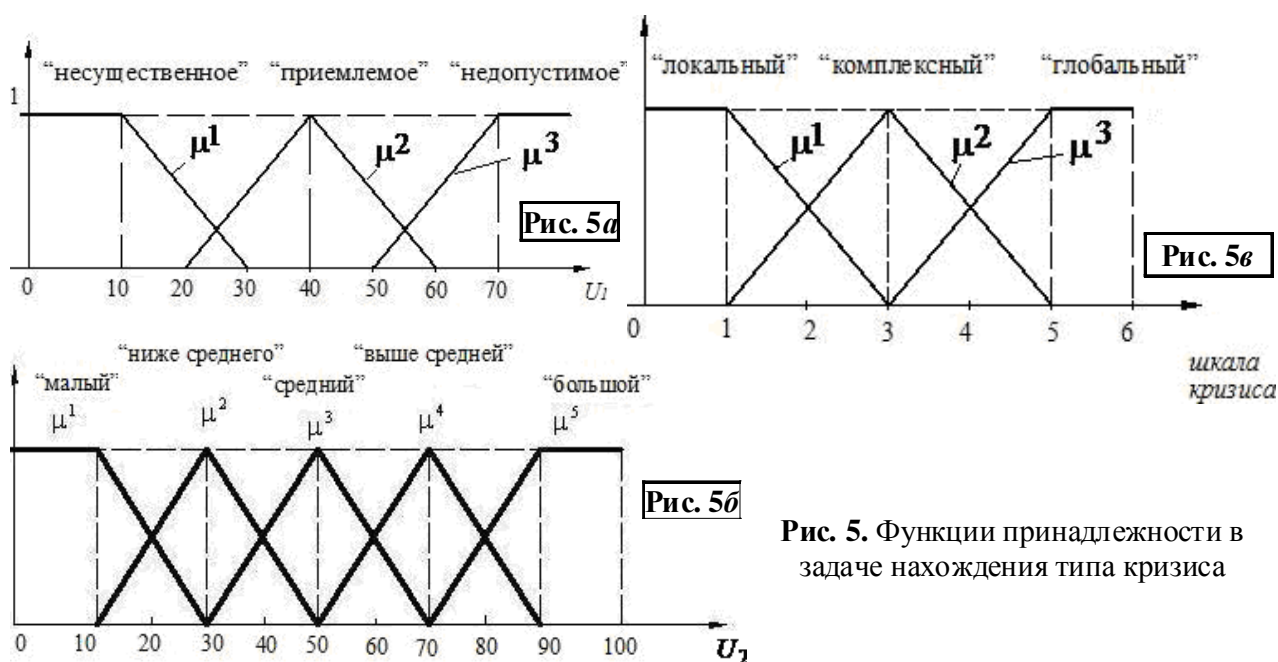 “несущественное” “приемлемое” “недопустимое”
1
μ1
μ2
μ3
Рис. 5а
0 10 20 30 40 50 60 70 U1
“локальный” “комплексный” “глобальный”
μ1
μ2
μ3
Рис. 5в
0 1 2 3 4 5 6
шкала
кризиса
“ниже среднего” “выше средней”
“малый” “средний” “большой”
μ1 μ2 μ3 μ4 μ5
Рис. 5б
0 10 20 30 40 50 60 70 80 90 100 U2
Рис. 5. Функции принадлежности в
задаче нахождения типа кризиса